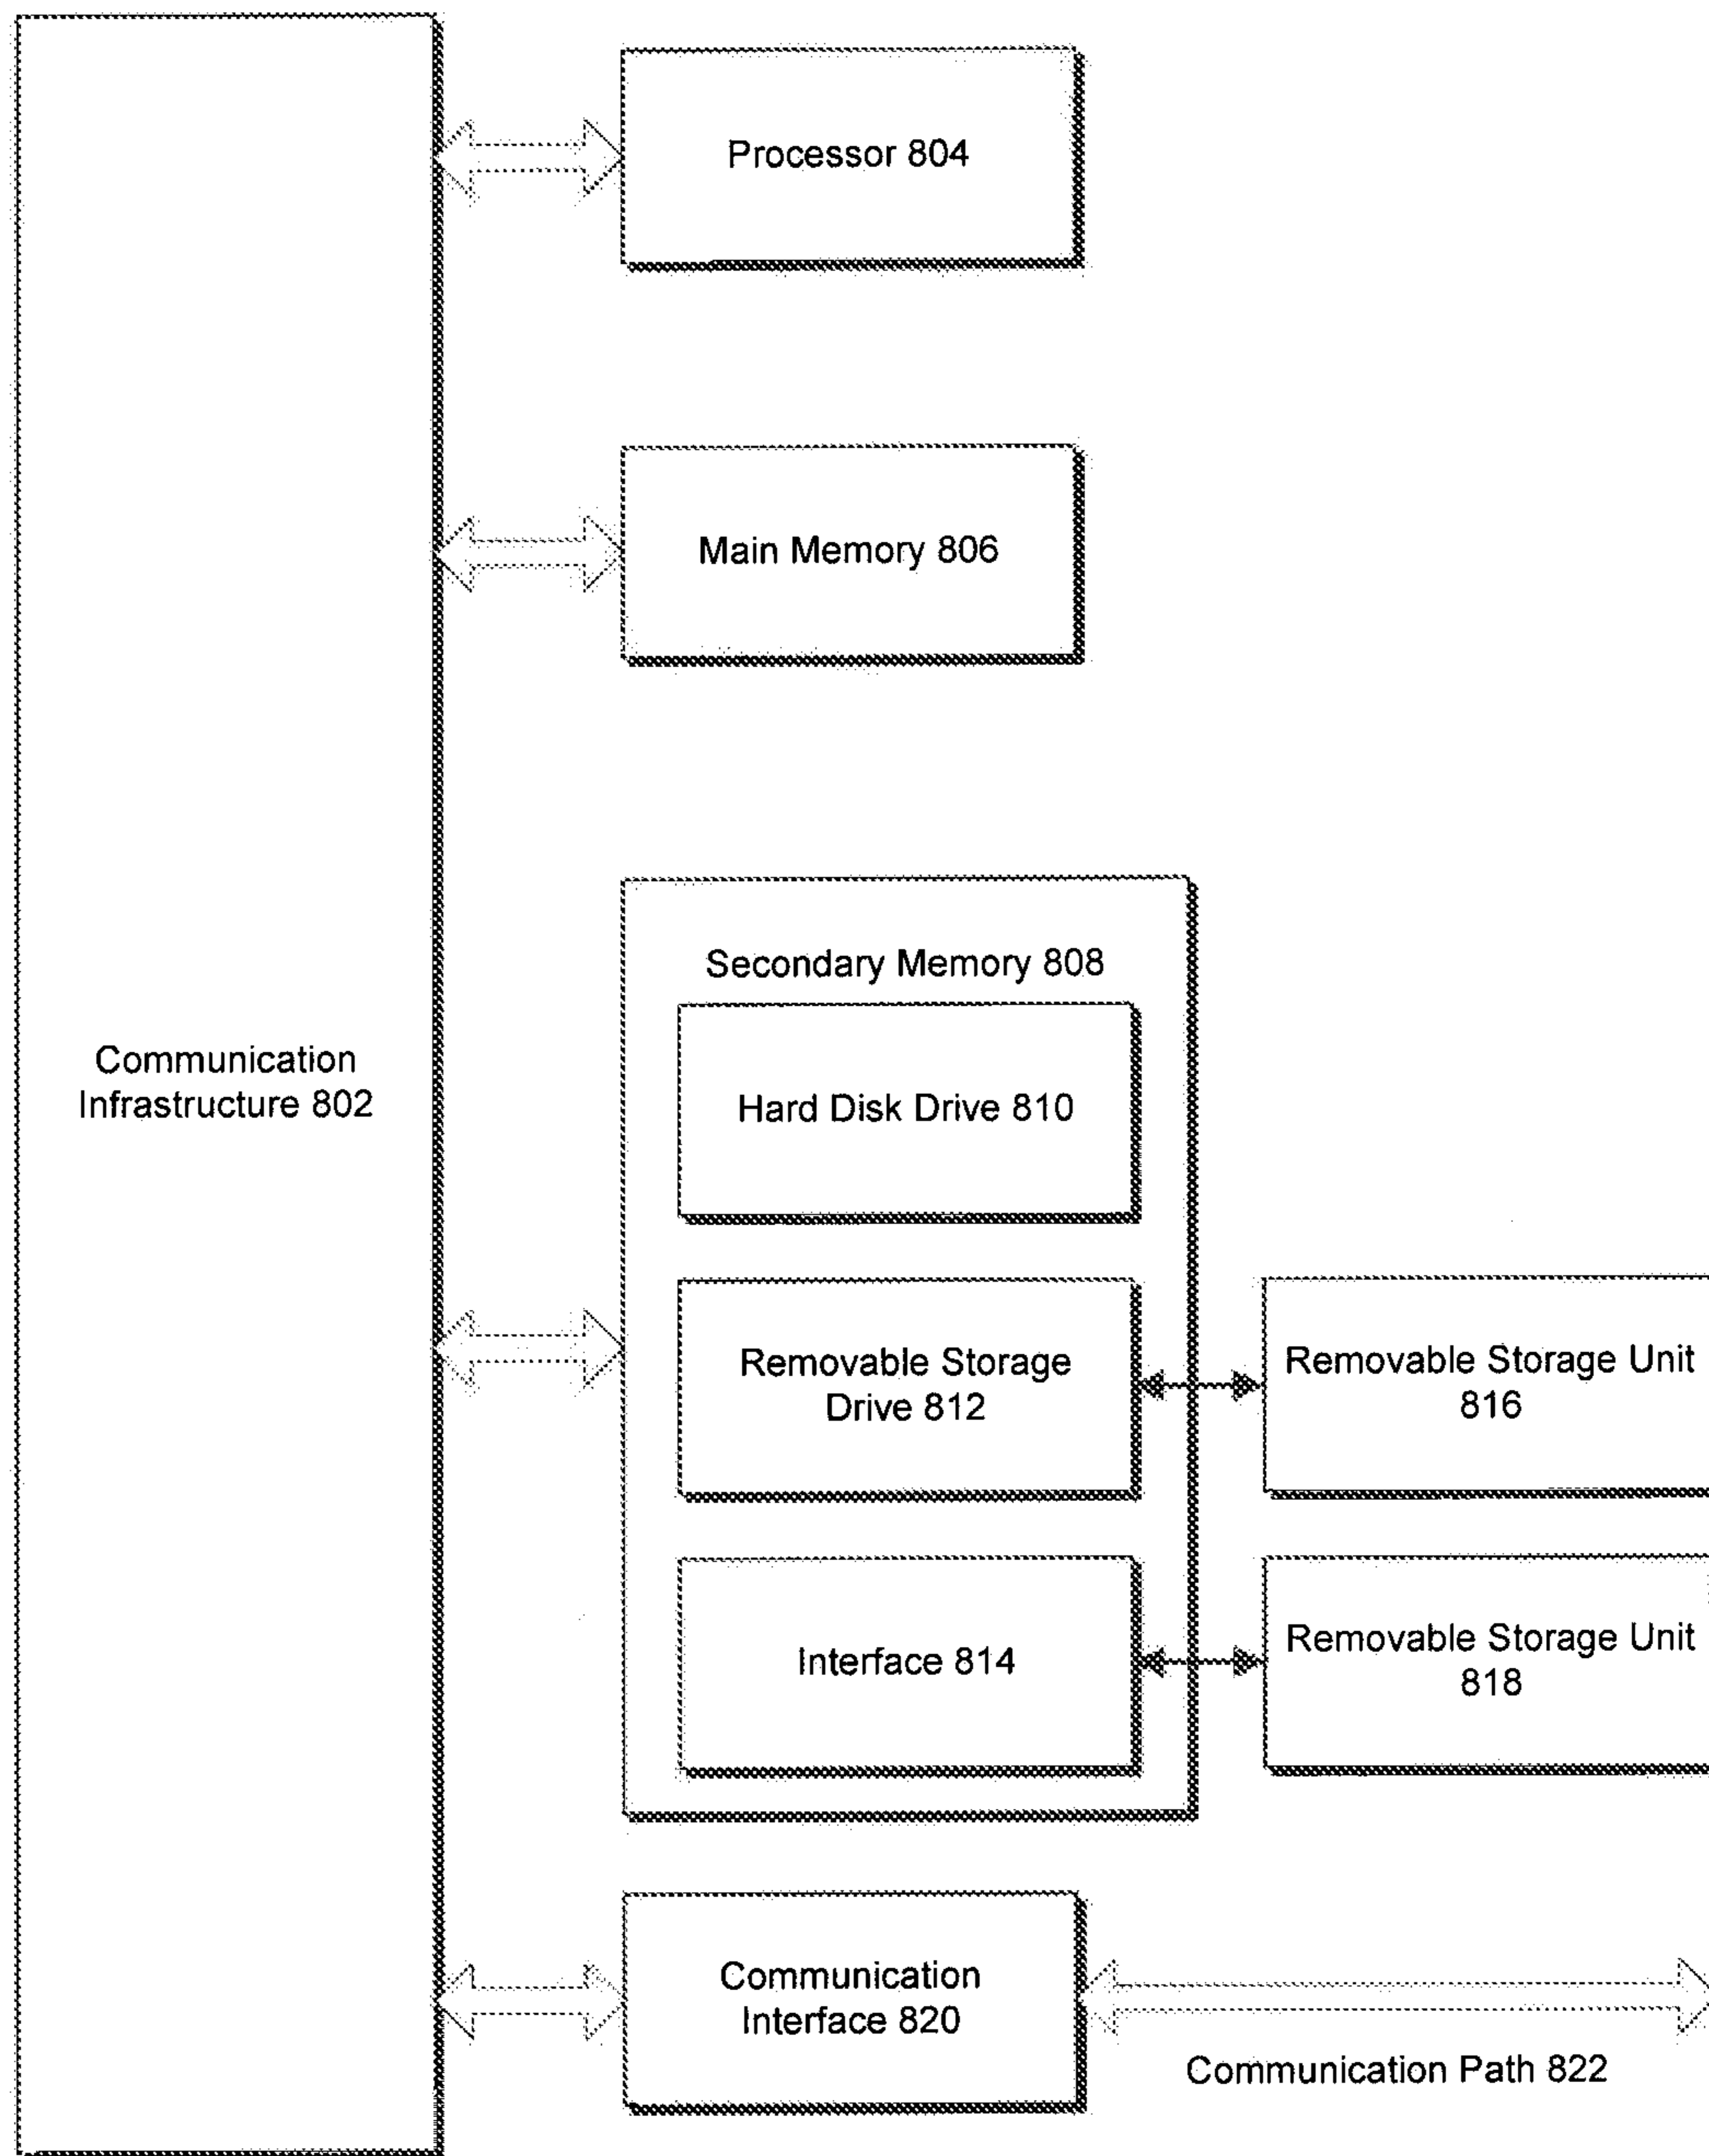 Processor 804
Main Memory 806
Secondary Memory 808
Communication
Infrastructure 802
Hard Disk Drive 810
Removable Storage
Drive 812
Removable Storage Unit
816
Interface 814
Removable Storage Unit
818
Communication
Interface 820
Communication Path 822